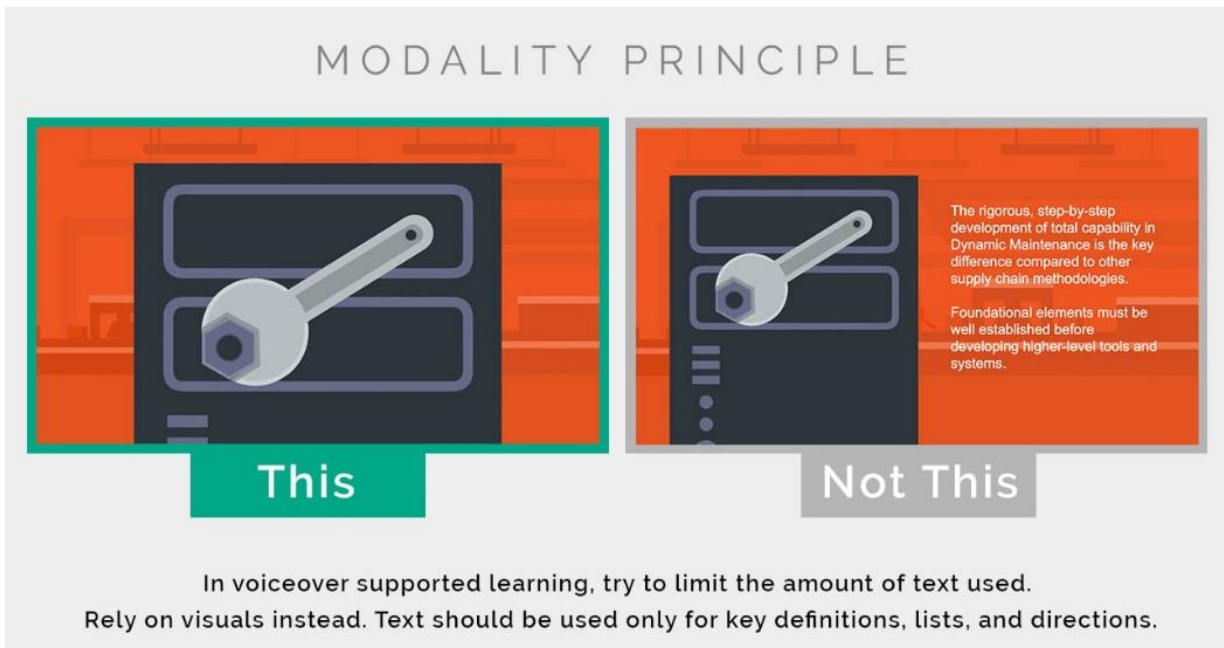 MODALITY PRINCIPLE
The rigorous, step-by-step
development of total capability in
Dynamic Maintenance is the key
difference compared to other
supply chain methodologies.
Foundational elements must be
well established before
developing higher-level tools and
systems.
This
Not This
In voiceover supported learning, try to limit the amount of text used.
Rely on visuals instead. Text should be used only for key definitions, lists, and directions.